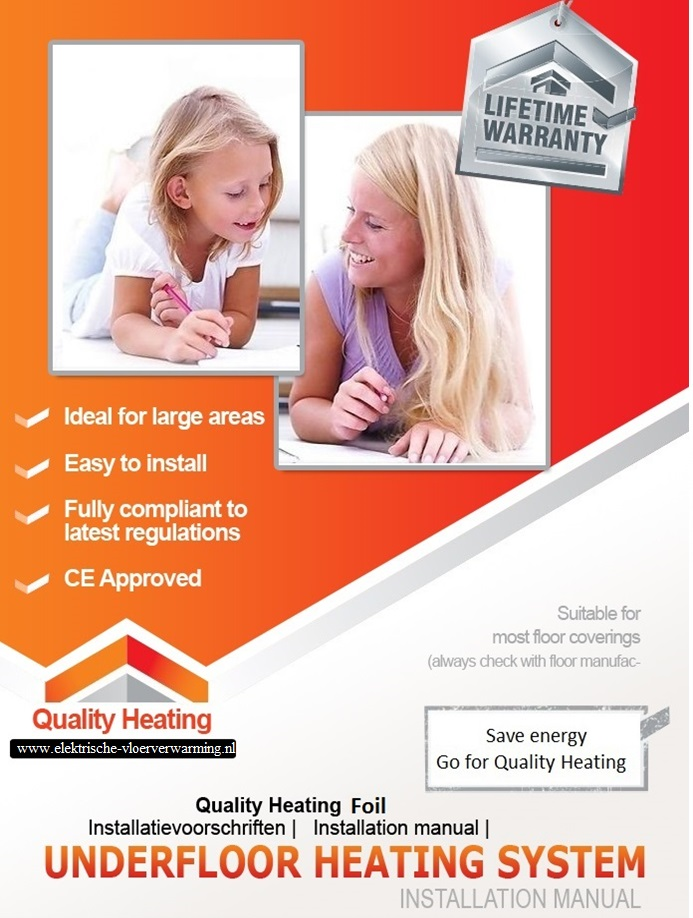 LIFETIME
WARRANTY
Ideal for large areas
Easy to install
Fully compliant to
latest regulations
CE Approved
Suitable for
most floor coverings
(always check with floor manufac-
Quality Heating
www.elektrische-vloerverwarming.nl
Save energy
Go for Quality Heating
Quality Heating Foil
Installatievoorschriften | Installation manual |
UNDERFLOOR HEATING SYSTEM
INSTALLATION MANUAL